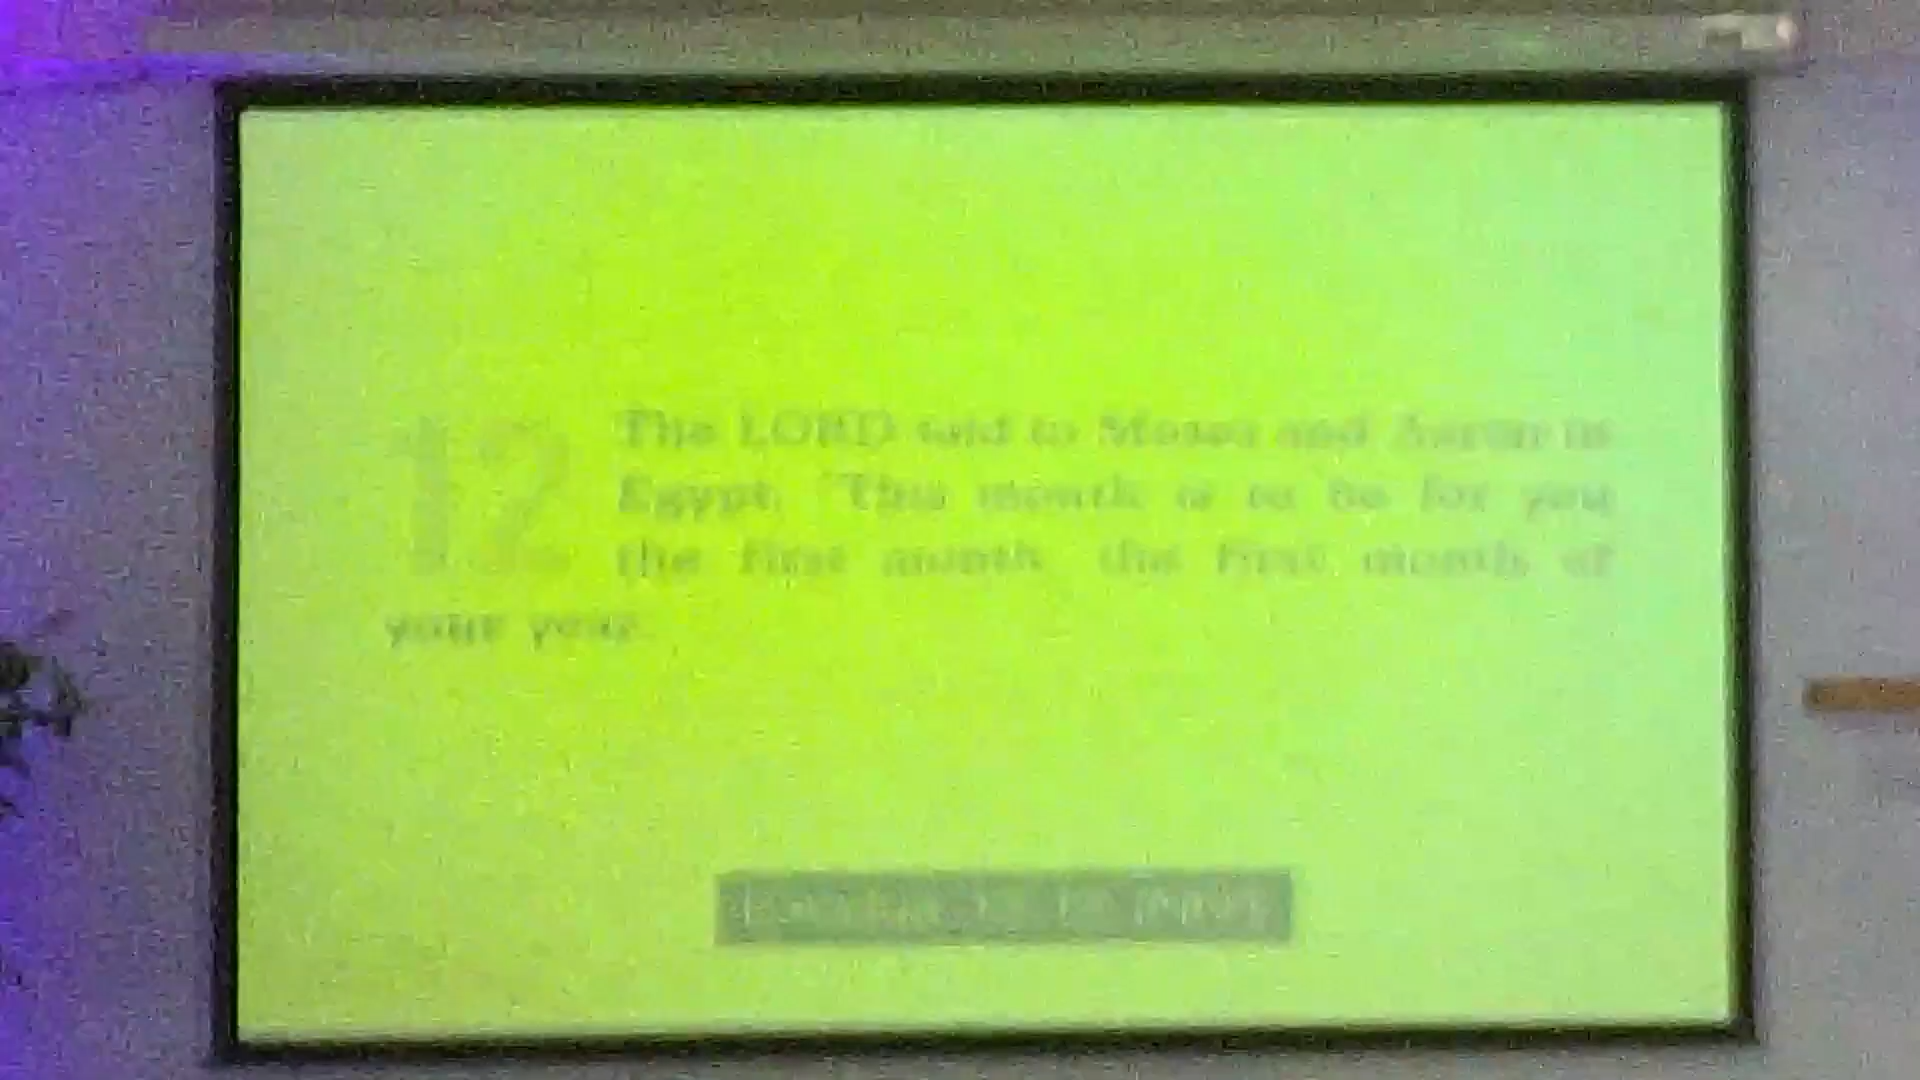 12 The LORD said to Moses and Aaron in
Egypt, "This month is to be for you
the first month, the first month of
your year.